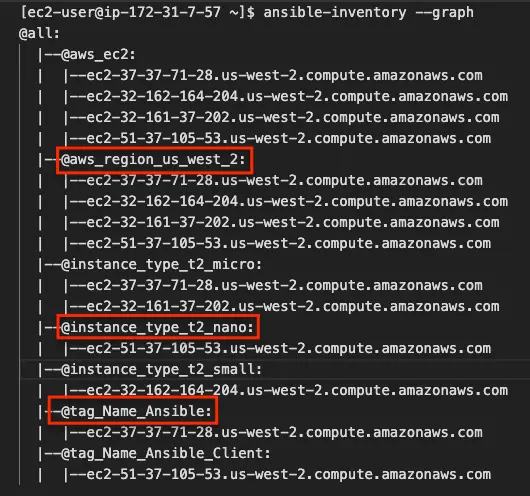 [ec2-user@ip-172-31-7-57 ~]$ ansible-inventory --graph
@all:
|--@aws_ec2:
| |--ec2-37-37-71-28.us-west-2.compute.amazonaws.com
| |--ec2-32-162-164-204.us-west-2.compute.amazonaws.com
| |--ec2-32-161-37-202.us-west-2.compute.amazonaws.com
| |--ec2-51-37-105-53.us-west-2.compute.amazonaws.com
|--@aws_region_us_west_2:
| |--ec2-37-37-71-28.us-west-2.compute.amazonaws.com
| |--ec2-32-162-164-204.us-west-2.compute.amazonaws.com
| |--ec2-32-161-37-202.us-west-2.compute.amazonaws.com
| |--ec2-51-37-105-53.us-west-2.compute.amazonaws.com
|--@instance_type_t2_micro:
| |--ec2-37-37-71-28.us-west-2.compute.amazonaws.com
| |--ec2-32-161-37-202.us-west-2.compute.amazonaws.com
|--@instance_type_t2_nano:
| |--ec2-51-37-105-53.us-west-2.compute.amazonaws.com
|--@instance_type_t2_small:
| |--ec2-32-162-164-204.us-west-2.compute.amazonaws.com
|--@tag_Name_Ansible:
| |--ec2-37-37-71-28.us-west-2.compute.amazonaws.com
|--@tag_Name_Ansible_Client:
| |--ec2-51-37-105-53.us-west-2.compute.amazonaws.com